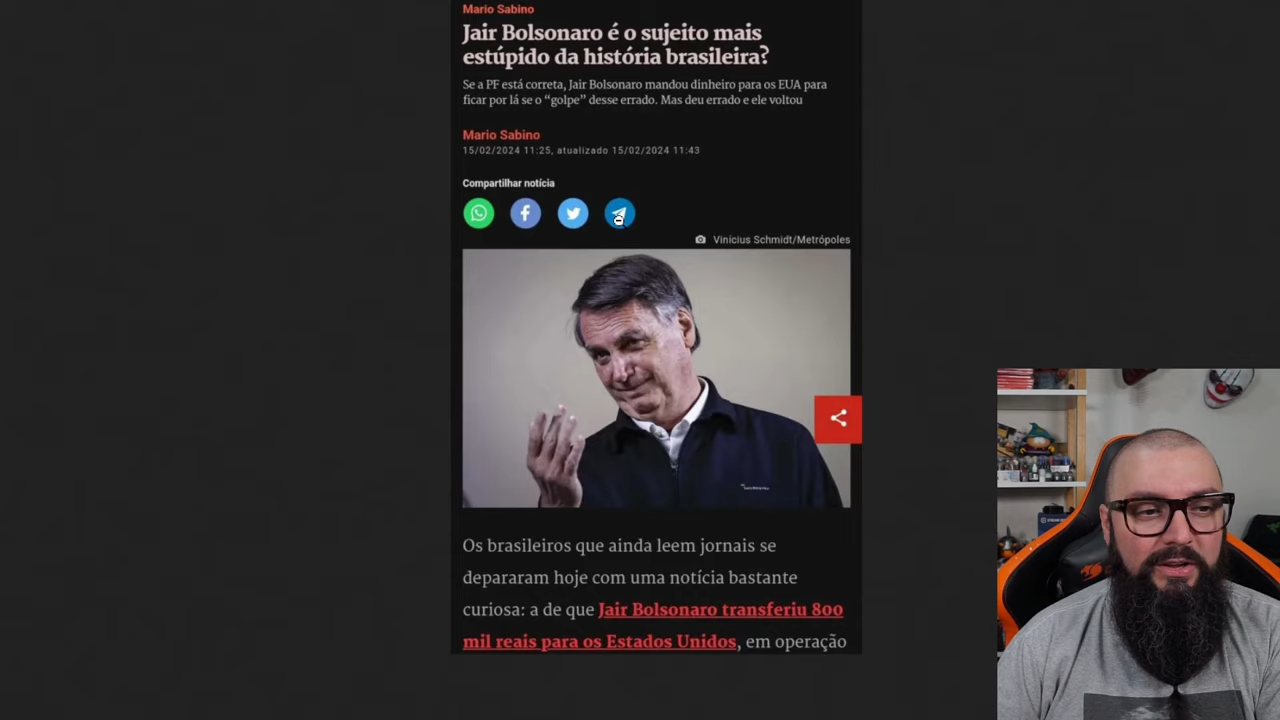 Mario Sabino
Jair Bolsonaro é o sujeito mais
estúpido da história brasileira?
Se a PF está correta, Jair Bolsonaro mandou dinheiro para os EUA para
ficar por lá se o “golpe” desse errado. Mas deu errado e ele voltou
Mario Sabino
15/02/2024 11:25, atualizado 15/02/2024 11:43
Compartilhar notícia
Vinícius Schmidt/Metrópoles
Os brasileiros que ainda leem jornais se
depararam hoje com uma notícia bastante
curiosa: a de que Jair Bolsonaro transferiu 800
mil reais para os Estados Unidos, em operação